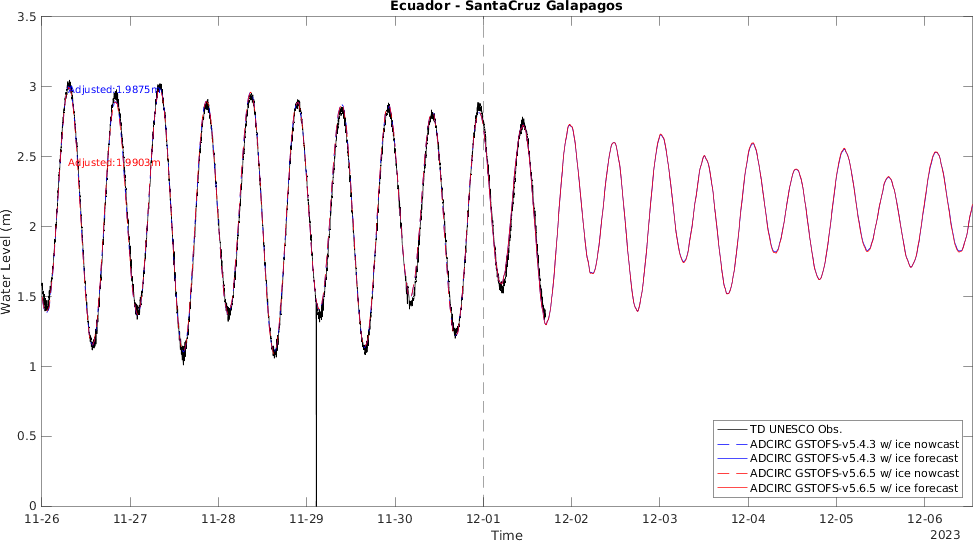 Ecuador - SantaCruz Galapagos
3.5
3
2.5
2
1.5
1
0.5
0
Water Level (m)
Adjusted:1.9875m
Adjusted:1.9903m
TD UNESCO Obs.
ADCIRC GSTOFS-v5.4.3 w/ ice nowcast
ADCIRC GSTOFS-v5.4.3 w/ ice forecast
ADCIRC GSTOFS-v5.6.5 w/ ice nowcast
ADCIRC GSTOFS-v5.6.5 w/ ice forecast
11-26 11-27 11-28 11-29 11-30 12-01 12-02 12-03 12-04 12-05 12-06
Time
2023